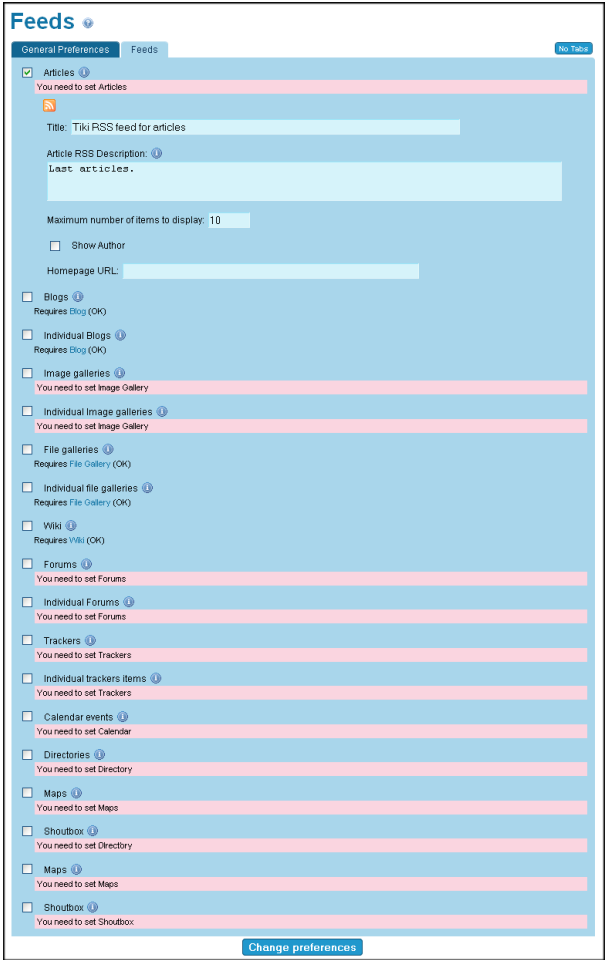 Feeds
General Preferences Feeds No Tabs
Articles
You need to set Articles
Title: Tiki RSS feed for articles
Article RSS Description:
Last articles.
Maximum number of items to display: 10
Show Author
Homepage URL:
Blogs
Requires Blog (OK)
Individual Blogs
Requires Blog (OK)
Image galleries
You need to set Image Gallery
Individual Image galleries
You need to set Image Gallery
File galleries
Requires File Gallery (OK)
Individual file galleries
Requires File Gallery (OK)
Wiki
Requires Wiki (OK)
Forums
You need to set Forums
Individual Forums
You need to set Forums
Trackers
You need to set Trackers
Individual trackers items
You need to set Trackers
Calendar events
You need to set Calendar
Directories
You need to set Directory
Maps
You need to set Maps
Shoutbox
You need to set Directory
Maps
You need to set Maps
Shoutbox
You need to set Shoutbox
Change preferences